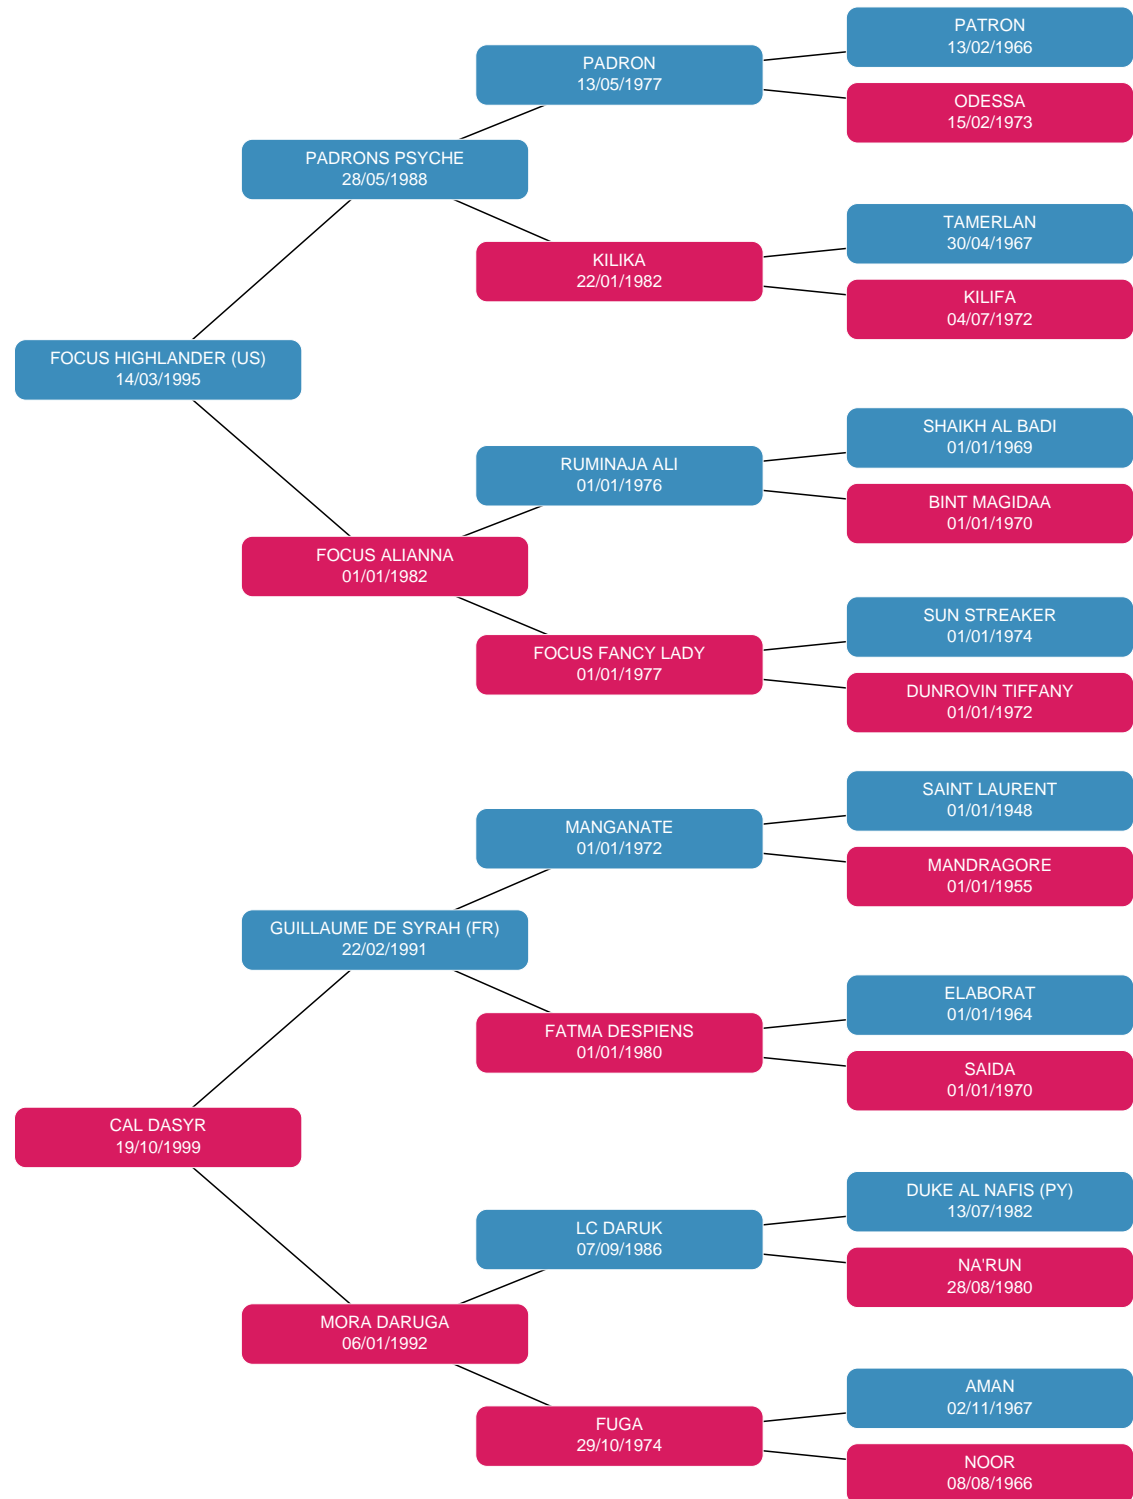 PATRON
13/02/1966
PADRON
13/05/1977
ODESSA
15/02/1973
PADRONS PSYCHE
28/05/1988
TAMERLAN
30/04/1967
KILIKA
22/01/1982
KILIFA
04/07/1972
FOCUS HIGHLANDER (US)
14/03/1995
SHAIKH AL BADI
01/01/1969
RUMINAJA ALI
01/01/1976
BINT MAGIDAA
01/01/1970
FOCUS ALIANNA
01/01/1982
SUN STREAKER
01/01/1974
FOCUS FANCY LADY
01/01/1977
DUNROVIN TIFFANY
01/01/1972
SAINT LAURENT
01/01/1948
MANGANATE
01/01/1972
MANDRAGORE
01/01/1955
GUILLAUME DE SYRAH (FR)
22/02/1991
ELABORAT
01/01/1964
FATMA DESPIENS
01/01/1980
SAIDA
01/01/1970
CAL DASYR
19/10/1999
DUKE AL NAFIS (PY)
13/07/1982
LC DARUK
07/09/1986
NA'RUN
28/08/1980
MORA DARUGA
06/01/1992
AMAN
02/11/1967
FUGA
29/10/1974
NOOR
08/08/1966